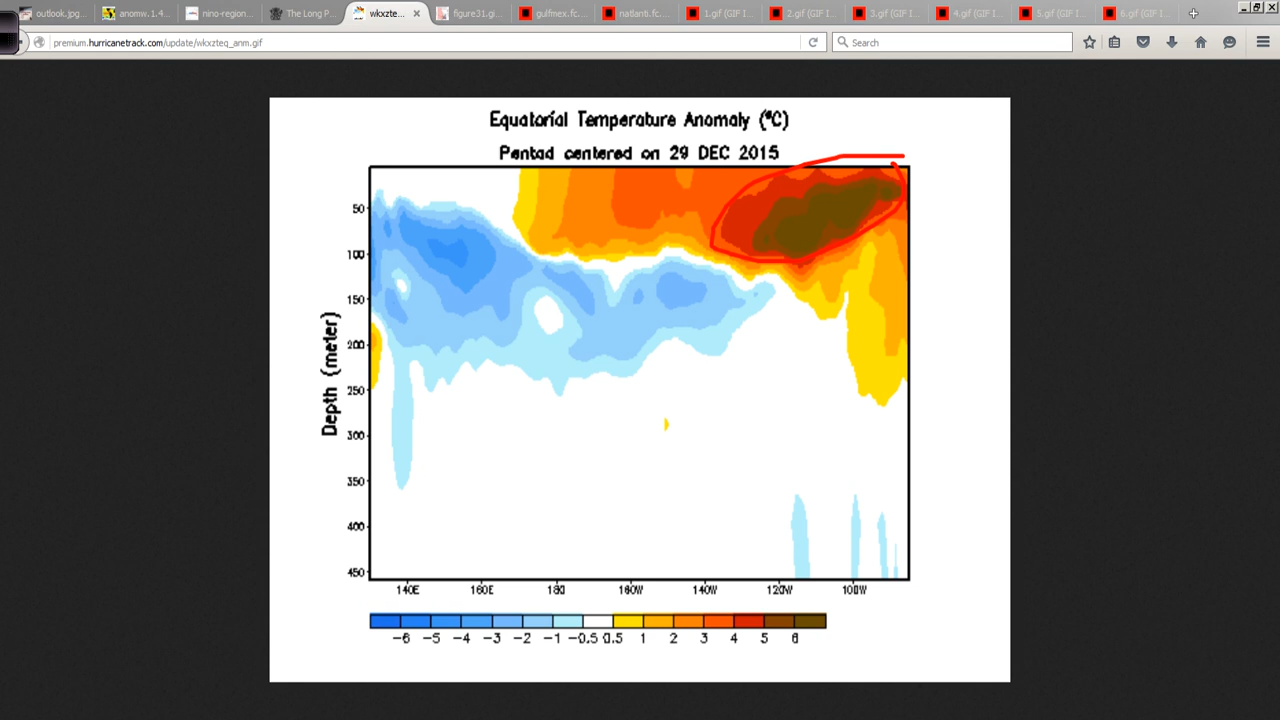 outlook.jpg... anomw.1.4... nino-region... The Long P... wkxzte... × figure31.gi... gulfmex.fc... natlanti.fc... 1.gif (GIF I... 2.gif (GIF I... 3.gif (GIF I... 4.gif (GIF I... 5.gif (GIF I... 6.gif (GIF I...
premium.hurricanetrack.com/update/wkxzteq_anm.gif Search
Equatorial Temperature Anomaly (°C)
Pentad centered on 29 DEC 2015
Depth (meter)
50
100
150
200
250
300
350
400
450
140E 160E 180 160W 140W 120W 100W
-6 -5 -4 -3 -2 -1 -0.5 0.5 1 2 3 4 5 6